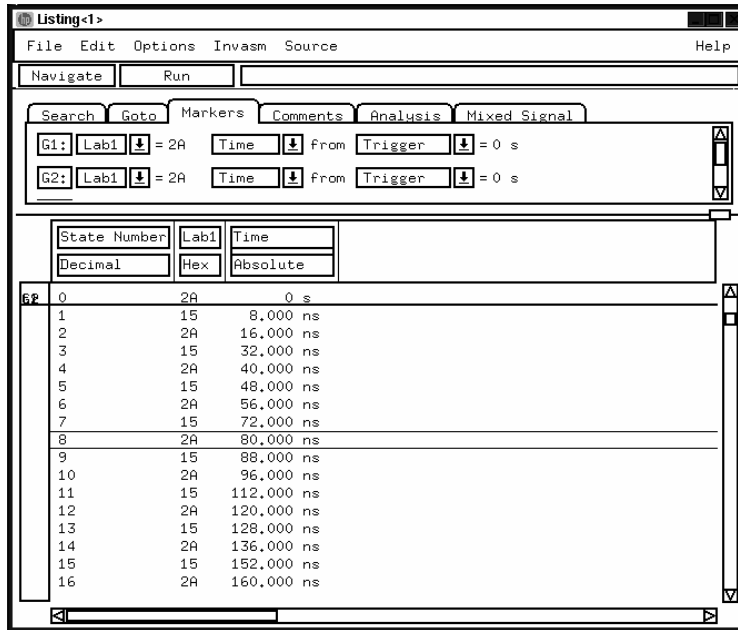 hp Listing<1>
File Edit Options Invasm Source Help
Navigate Run
Search Goto Markers Comments Analysis Mixed Signal
G1: Lab1 = 2A Time from Trigger = 0 s
G2: Lab1 = 2A Time from Trigger = 0 s
State Number Lab1 Time
Decimal Hex Absolute
G2 0 2A 0 s
1 15 8.000 ns
2 2A 16.000 ns
3 15 32.000 ns
4 2A 40.000 ns
5 15 48.000 ns
6 2A 56.000 ns
7 15 72.000 ns
8 2A 80.000 ns
9 15 88.000 ns
10 2A 96.000 ns
11 15 112.000 ns
12 2A 120.000 ns
13 15 128.000 ns
14 2A 136.000 ns
15 15 152.000 ns
16 2A 160.000 ns